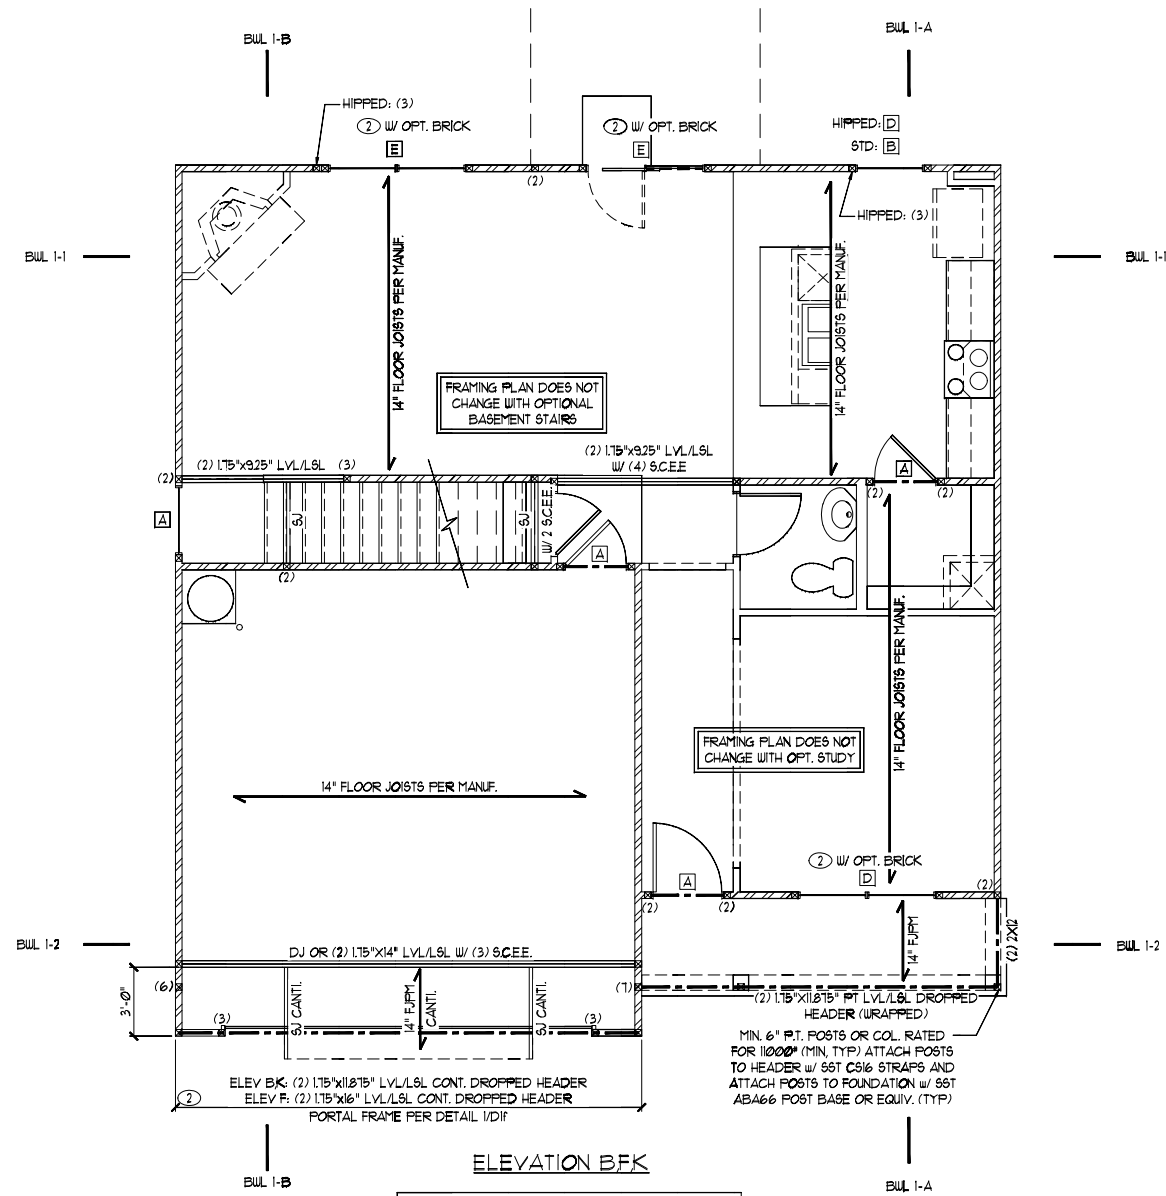 BWL 1-B
BWL 1-A
HIPPED: (3)
2 W/ OPT. BRICK
2 W/ OPT. BRICK
HIPPED: D
STD: B
E
E
(2)
HIPPED: (3)
BWL 1-1
BWL 1-1
14" FLOOR JOISTS PER MANUF.
14" FLOOR JOISTS PER MANUF.
FRAMING PLAN DOES NOT
CHANGE WITH OPTIONAL
BASEMENT STAIRS
(2) 1.75"x9.25" LVL/LSL
W/ (4) S.C.E.E
(2) 1.75"x9.25" LVL/LSL
(3)
(2)
A
(2)
(2)
A
SJ
SJ
W/ 2 S.C.E.E.
A
(2)
14" FLOOR JOISTS PER MANUF.
FRAMING PLAN DOES NOT
CHANGE WITH OPT. STUDY
14" FLOOR JOISTS PER MANUF.
2 W/ OPT. BRICK
D
A
(2)
(2)
(2)
BWL 1-2
BWL 1-2
DJ OR (2) 1.75"x14" LVL/LSL W/ (3) S.C.E.E.
14" FJPM
(2) 2X12
3'-0"
(6)
(7)
(3)
(3)
SJ CANTI.
14" FJPM
CANTI.
SJ CANTI.
(2) 1.75"x11.875" PT LVL/LSL DROPPED
HEADER (WRAPPED)
MIN. 6" P.T. POSTS OR COL. RATED
FOR 11000# (MIN, TYP) ATTACH POSTS
TO HEADER w/ SST CS16 STRAPS AND
ATTACH POSTS TO FOUNDATION w/ SST
ABA66 POST BASE OR EQUIV. (TYP)
ELEV B,K: (2) 1.75"x11.875" LVL/LSL CONT. DROPPED HEADER
ELEV F: (2) 1.75"x16" LVL/LSL CONT. DROPPED HEADER
2
PORTAL FRAME PER DETAIL 1/D1f
ELEVATION B,F,K
BWL 1-B
BWL 1-A